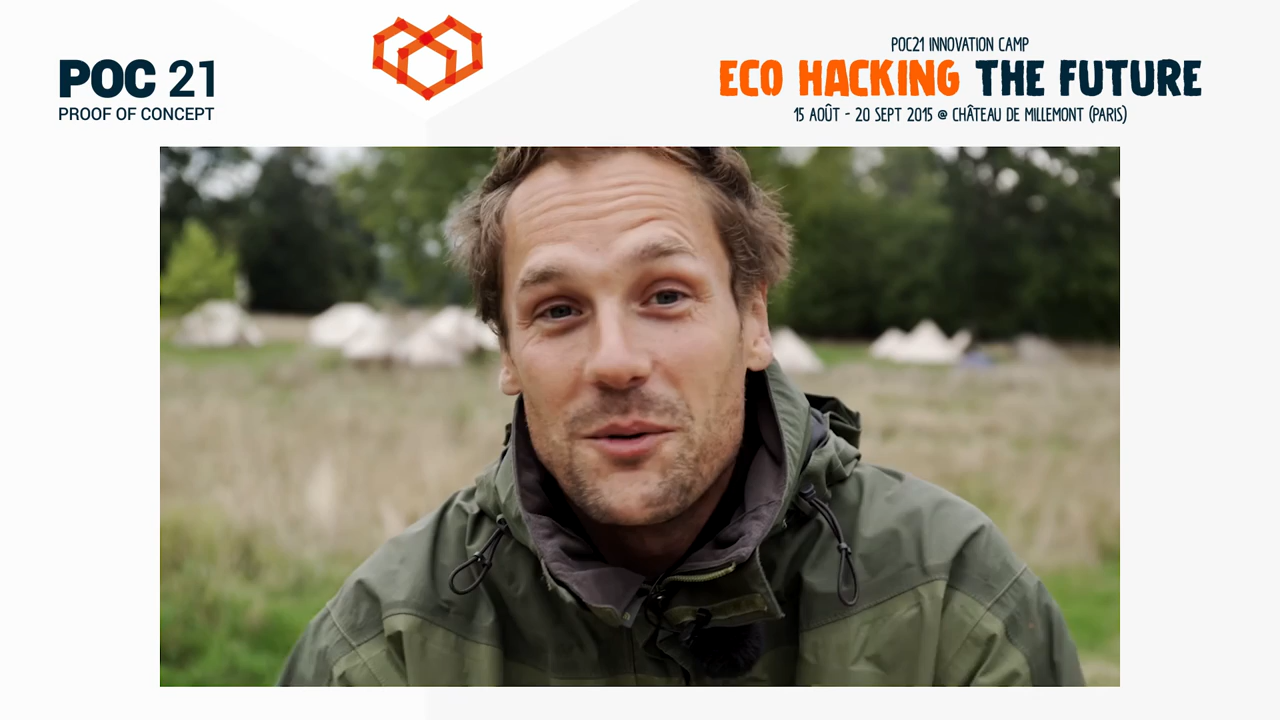 POC 21
PROOF OF CONCEPT
POC21 INNOVATION CAMP
ECO HACKING THE FUTURE
15 AOÛT - 20 SEPT 2015 @ CHÂTEAU DE MILLEMONT (PARIS)